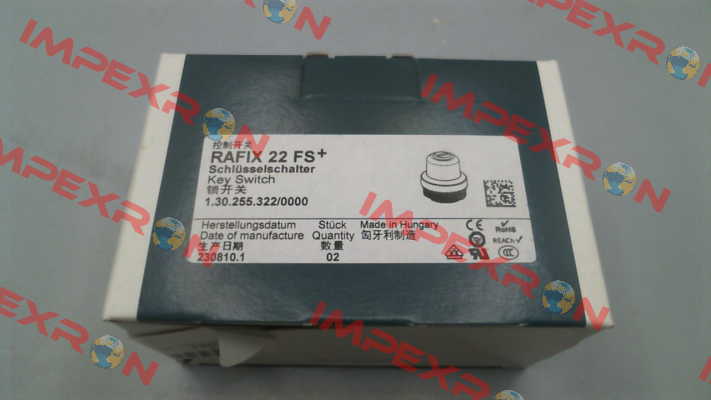 控制开关
RAFIX 22 FS+
Schlüsselschalter
Key Switch
锁开关
1.30.255.322/0000
Herstellungsdatum Stück Made in Hungary
Date of manufacture Quantity 匈牙利制造
生产日期 数量
230810.1 02
CE
RoHS
REACh
IMPEXRON
IMPEXRON
IMPEXRON
IMPEXRON
IMPEXRON